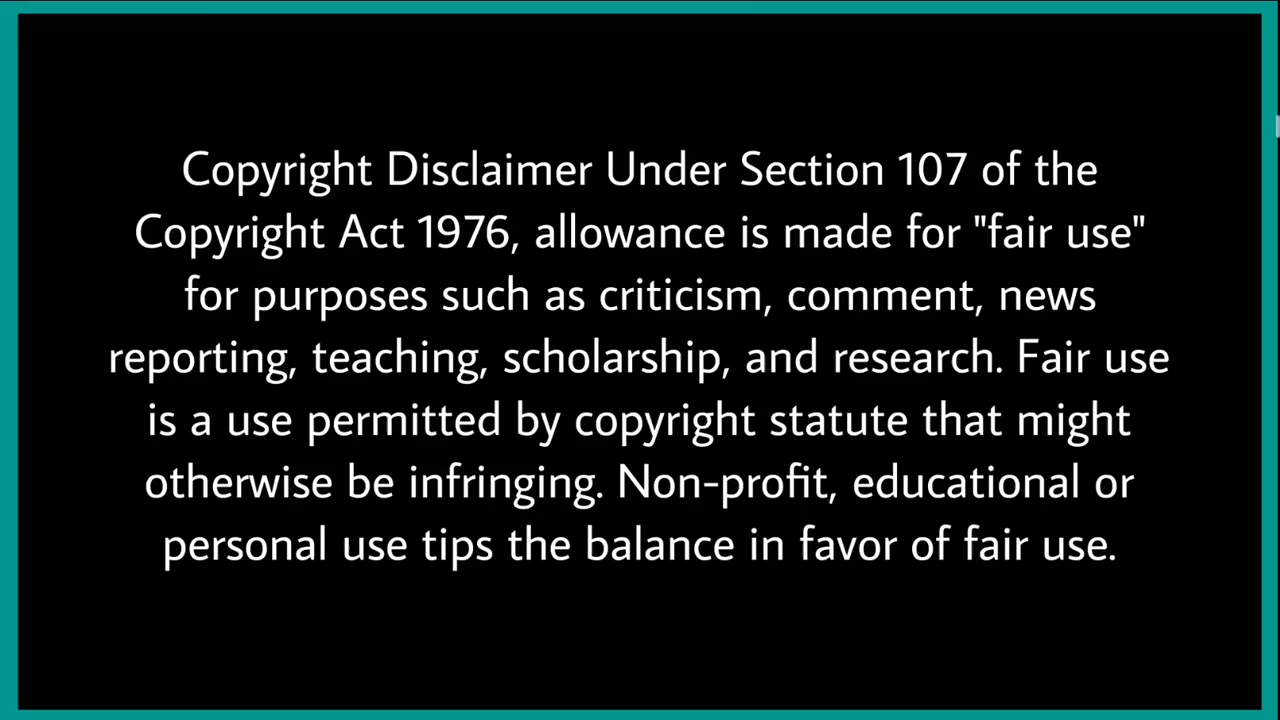 Copyright Disclaimer Under Section 107 of the
Copyright Act 1976, allowance is made for "fair use"
for purposes such as criticism, comment, news
reporting, teaching, scholarship, and research. Fair use
is a use permitted by copyright statute that might
otherwise be infringing. Non-profit, educational or
personal use tips the balance in favor of fair use.